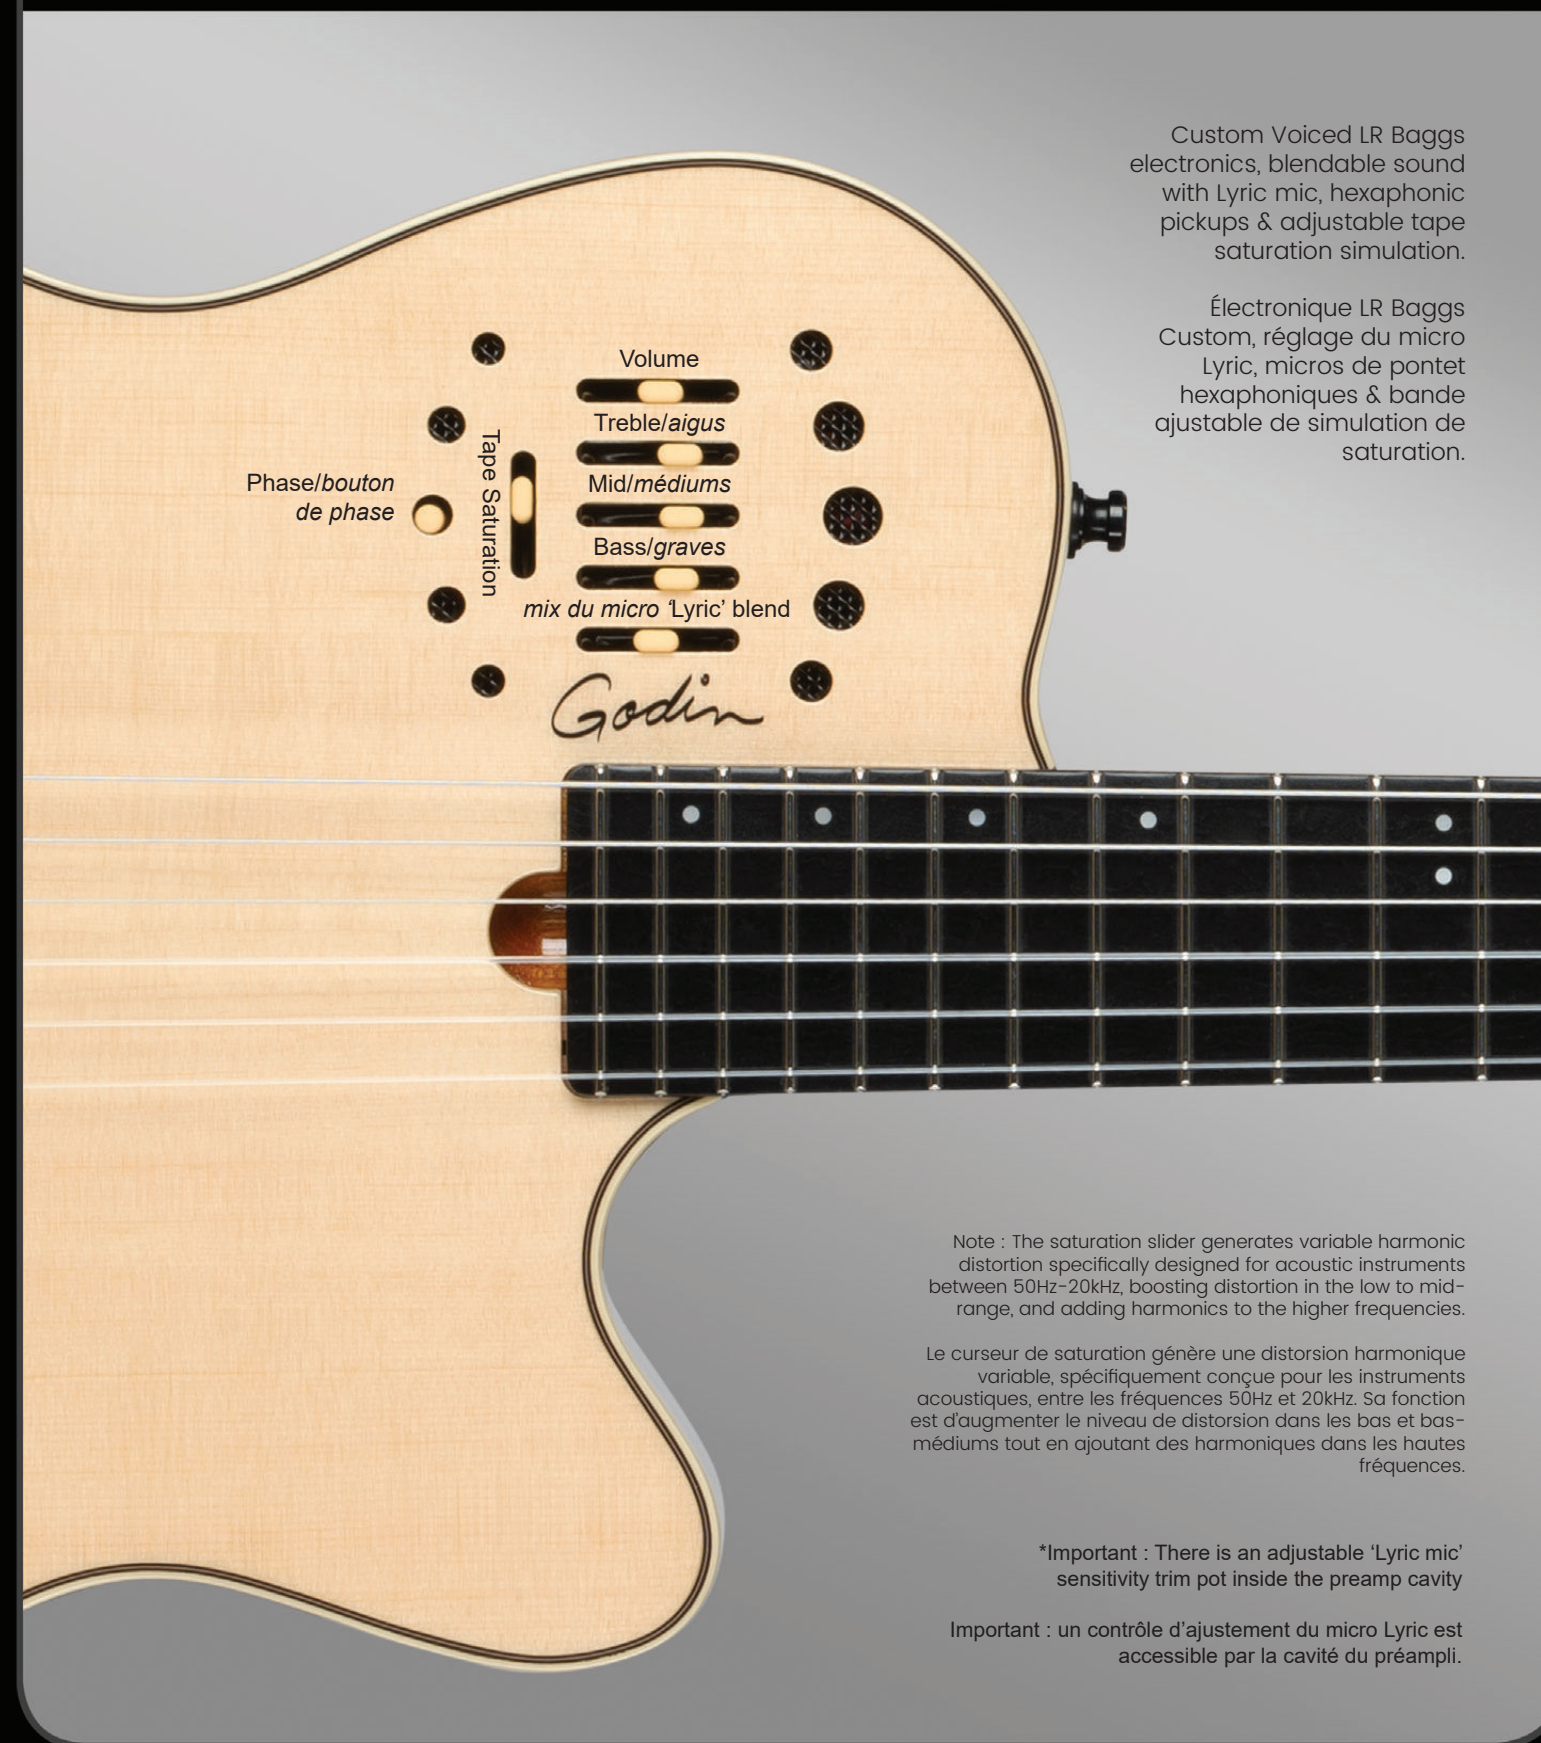 Custom Voiced LR Baggs
electronics, blendable sound
with Lyric mic, hexaphonic
pickups & adjustable tape
saturation simulation.
Électronique LR Baggs
Custom, réglage du micro
Lyric, micros de pontet
hexaphoniques & bande
ajustable de simulation de
saturation.
Volume
Treble/aigus
Mid/médiums
Bass/graves
mix du micro ‘Lyric’ blend
Tape Saturation
Phase/bouton
de phase
Godin
Note : The saturation slider generates variable harmonic
distortion specifically designed for acoustic instruments
between 50Hz-20kHz, boosting distortion in the low to mid-
range, and adding harmonics to the higher frequencies.
Le curseur de saturation génère une distorsion harmonique
variable, spécifiquement conçue pour les instruments
acoustiques, entre les fréquences 50Hz et 20kHz. Sa fonction
est d'augmenter le niveau de distorsion dans les bas et bas-
médiums tout en ajoutant des harmoniques dans les hautes
fréquences.
*Important : There is an adjustable ‘Lyric mic’
sensitivity trim pot inside the preamp cavity
Important : un contrôle d’ajustement du micro Lyric est
accessible par la cavité du préampli.